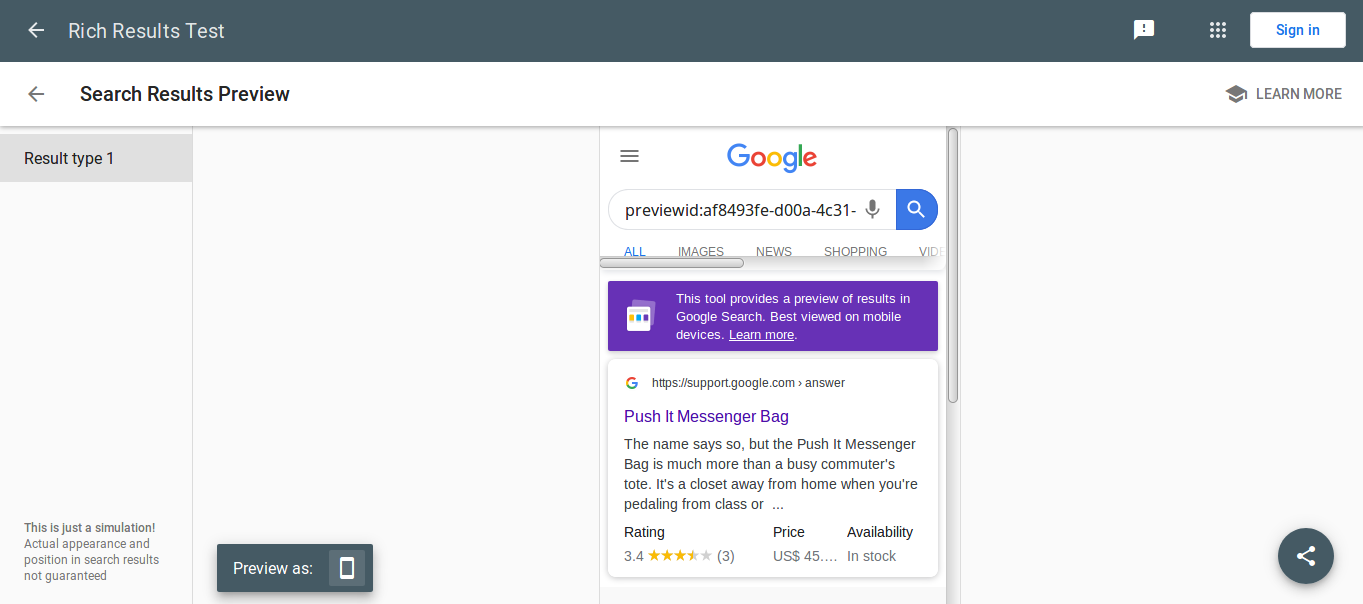 Rich Results Test
Sign in
Search Results Preview
LEARN MORE
Result type 1
Google
previewid:af8493fe-d00a-4c31-
ALL IMAGES NEWS SHOPPING VIDE
This tool provides a preview of results in
Google Search. Best viewed on mobile
devices. Learn more.
https://support.google.com › answer
Push It Messenger Bag
The name says so, but the Push It Messenger
Bag is much more than a busy commuter's
tote. It's a closet away from home when you're
pedaling from class or ...
Rating Price Availability
3.4 (3) US$ 45.… In stock
This is just a simulation!
Actual appearance and
position in search results
not guaranteed
Preview as: